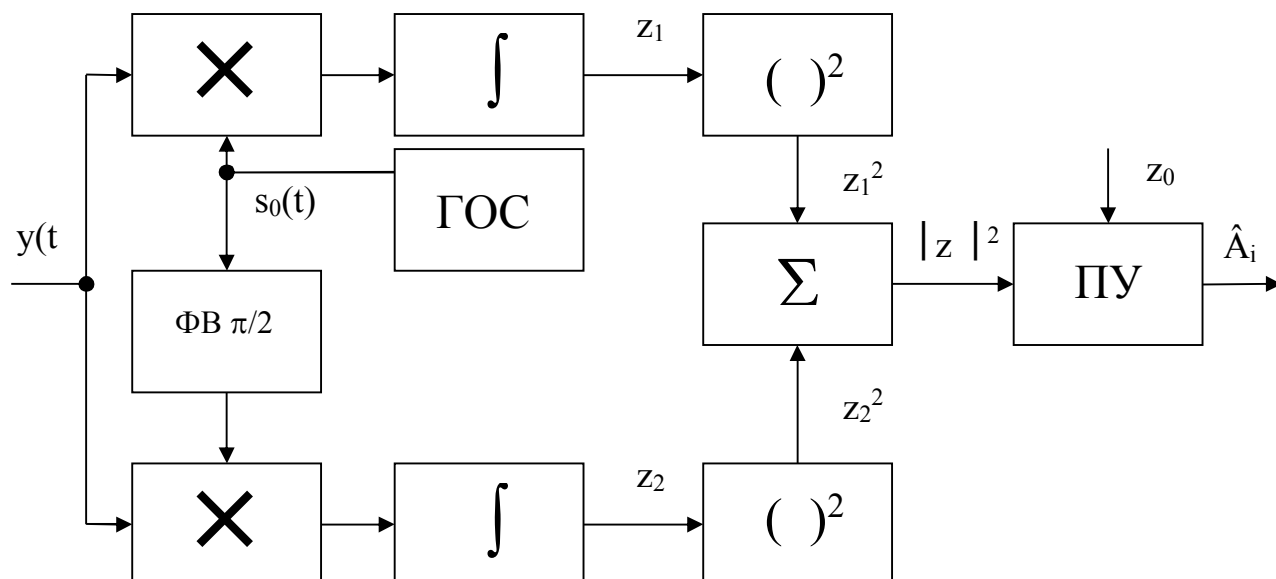 × ∫ z₁ ( )²
s₀(t) ГОС z₁² z₀
y(t
ФВ π/2 Σ |z|² ПУ Âᵢ
z₂²
× ∫ z₂ ( )²